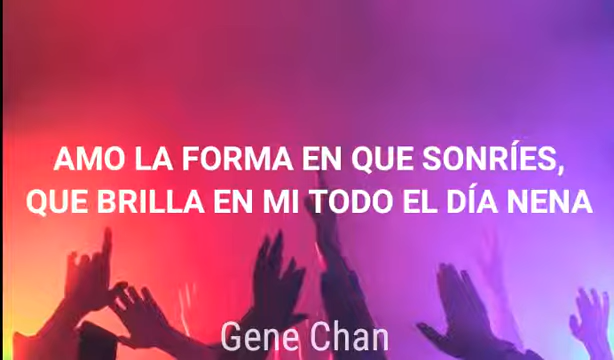 AMO LA FORMA EN QUE SONRÍES,
QUE BRILLA EN MI TODO EL DÍA NENA
Gene Chan